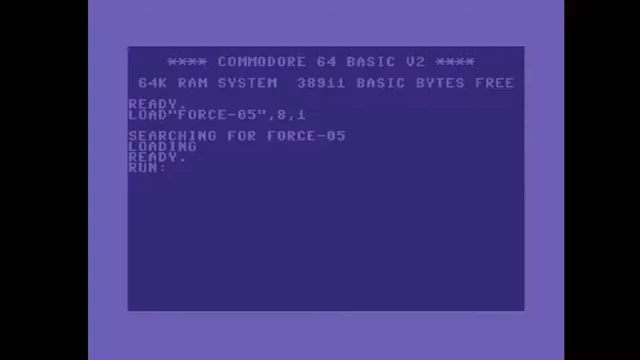 **** COMMODORE 64 BASIC V2 ****
64K RAM SYSTEM 38911 BASIC BYTES FREE
READY.
LOAD"FORCE-05",8,1
SEARCHING FOR FORCE-05
LOADING
READY.
RUN: